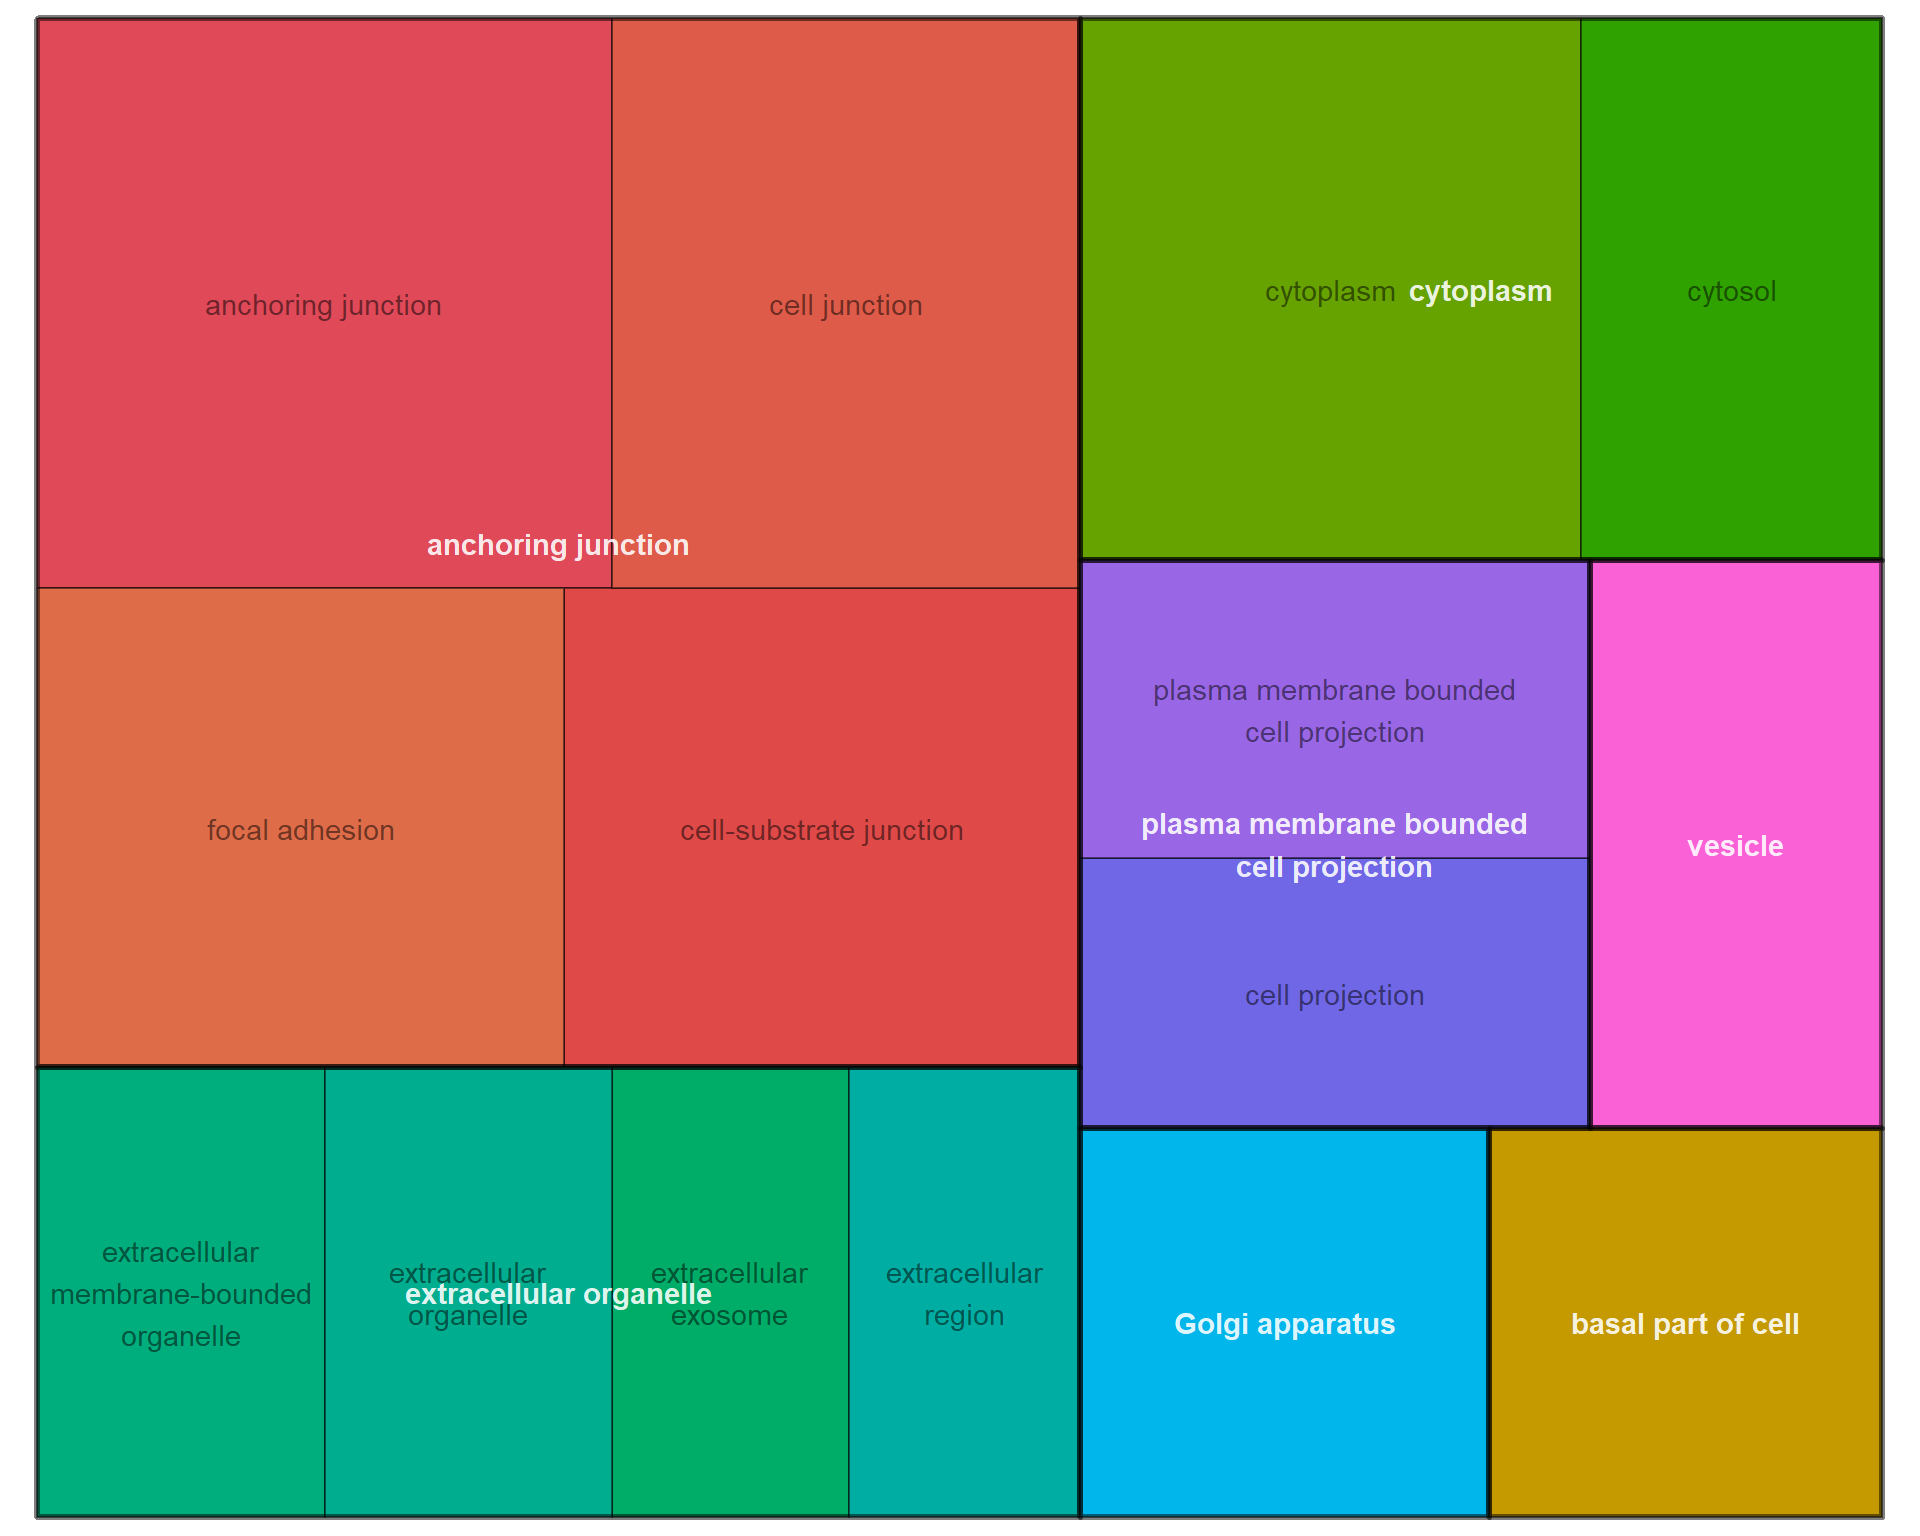 anchoring junction
cell junction
anchoring junction
focal adhesion
cell-substrate junction
extracellular
membrane-bounded
organelle
extracellular
organelle
extracellular organelle
extracellular
exosome
extracellular
region
cytoplasm
cytoplasm
cytosol
plasma membrane bounded
cell projection
plasma membrane bounded
cell projection
cell projection
vesicle
Golgi apparatus
basal part of cell